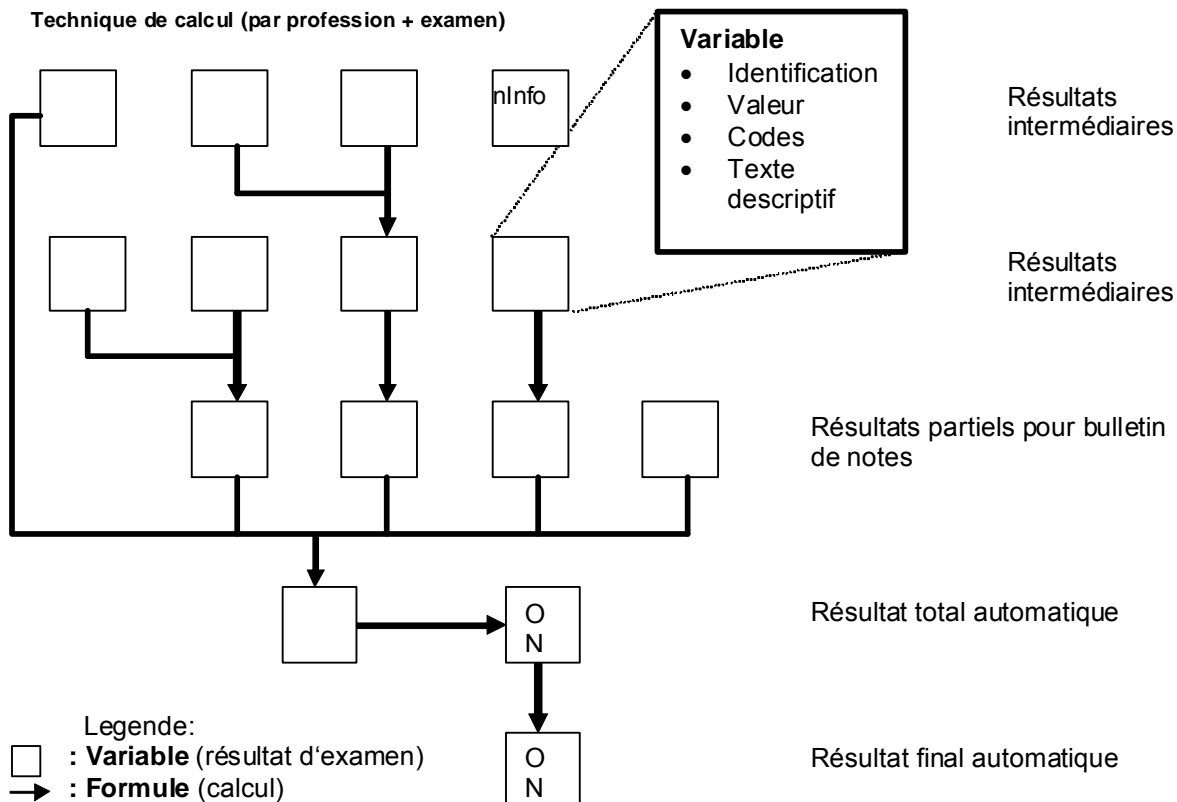 Technique de calcul (par profession + examen)
Variable
• Identification
• Valeur
• Codes
• Texte
descriptif
nInfo
Résultats
intermédiaires
Résultats
intermédiaires
Résultats partiels pour bulletin
de notes
O
N
Résultat total automatique
Legende:
: Variable (résultat d‘examen)
: Formule (calcul)
O
N
Résultat final automatique